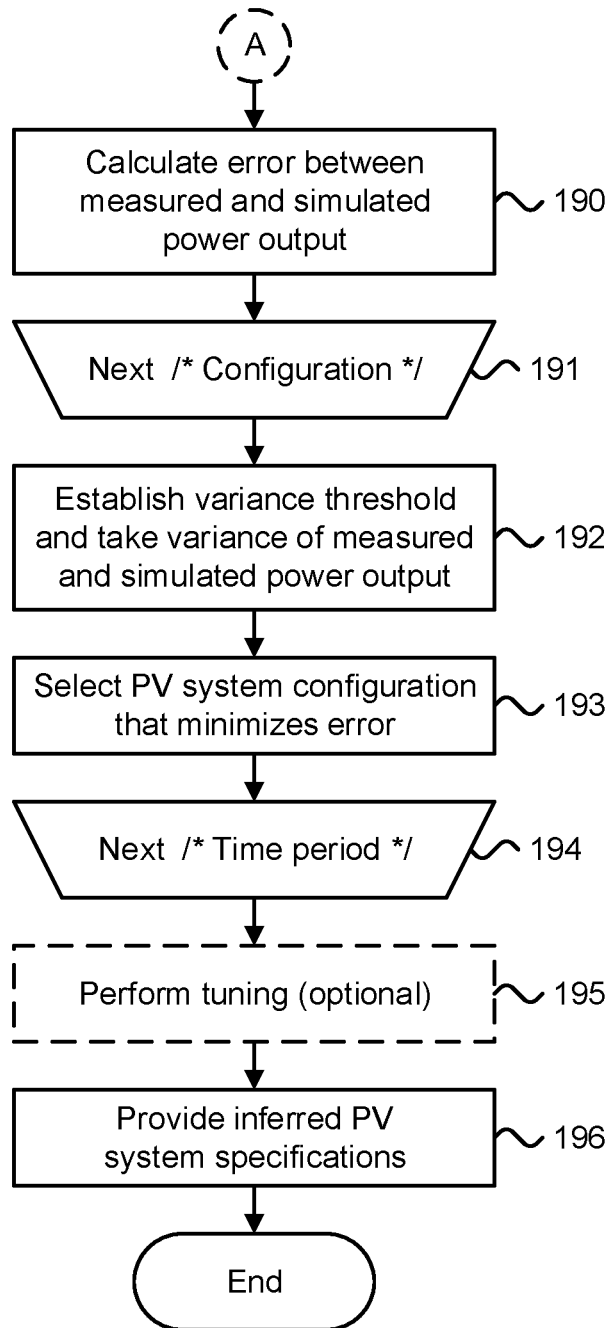 A
Calculate error between
measured and simulated
power output
190
Next /* Configuration */
191
Establish variance threshold
and take variance of measured
and simulated power output
192
Select PV system configuration
that minimizes error
193
Next /* Time period */
194
Perform tuning (optional)
195
Provide inferred PV
system specifications
196
End